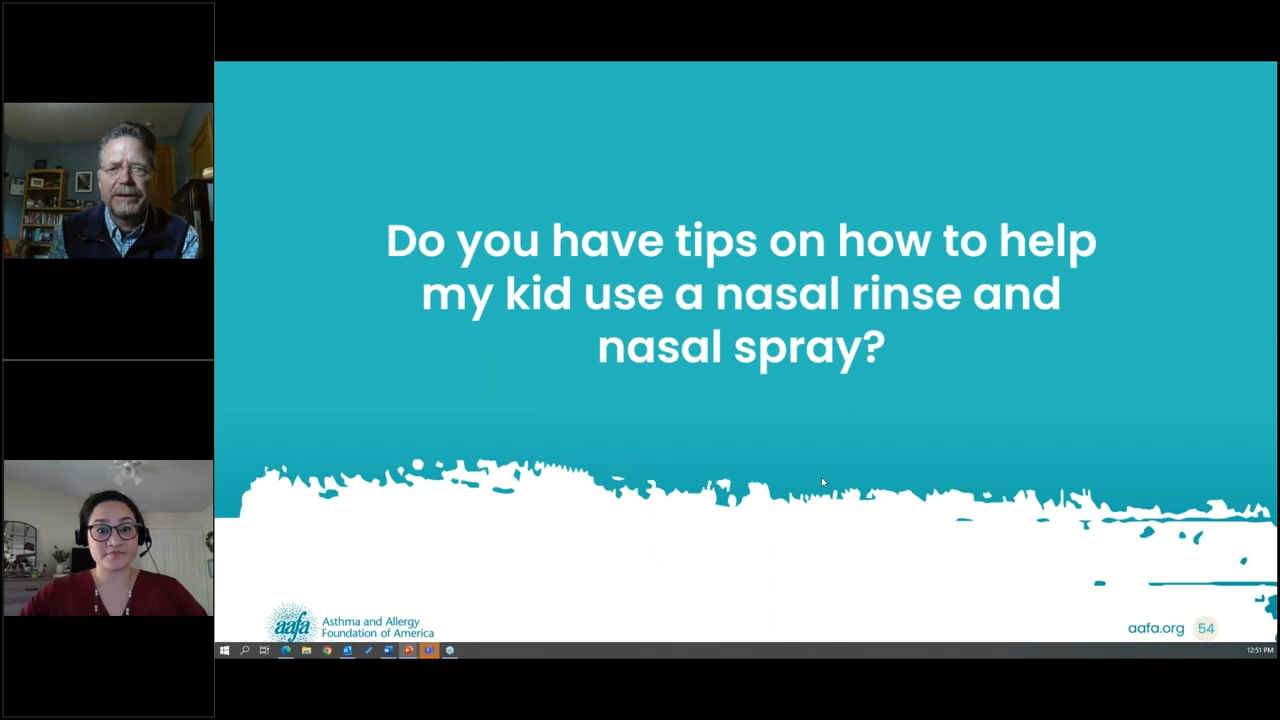 Do you have tips on how to help
my kid use a nasal rinse and
nasal spray?
aafa
Asthma and Allergy
Foundation of America
aafa.org 54
12:51 PM